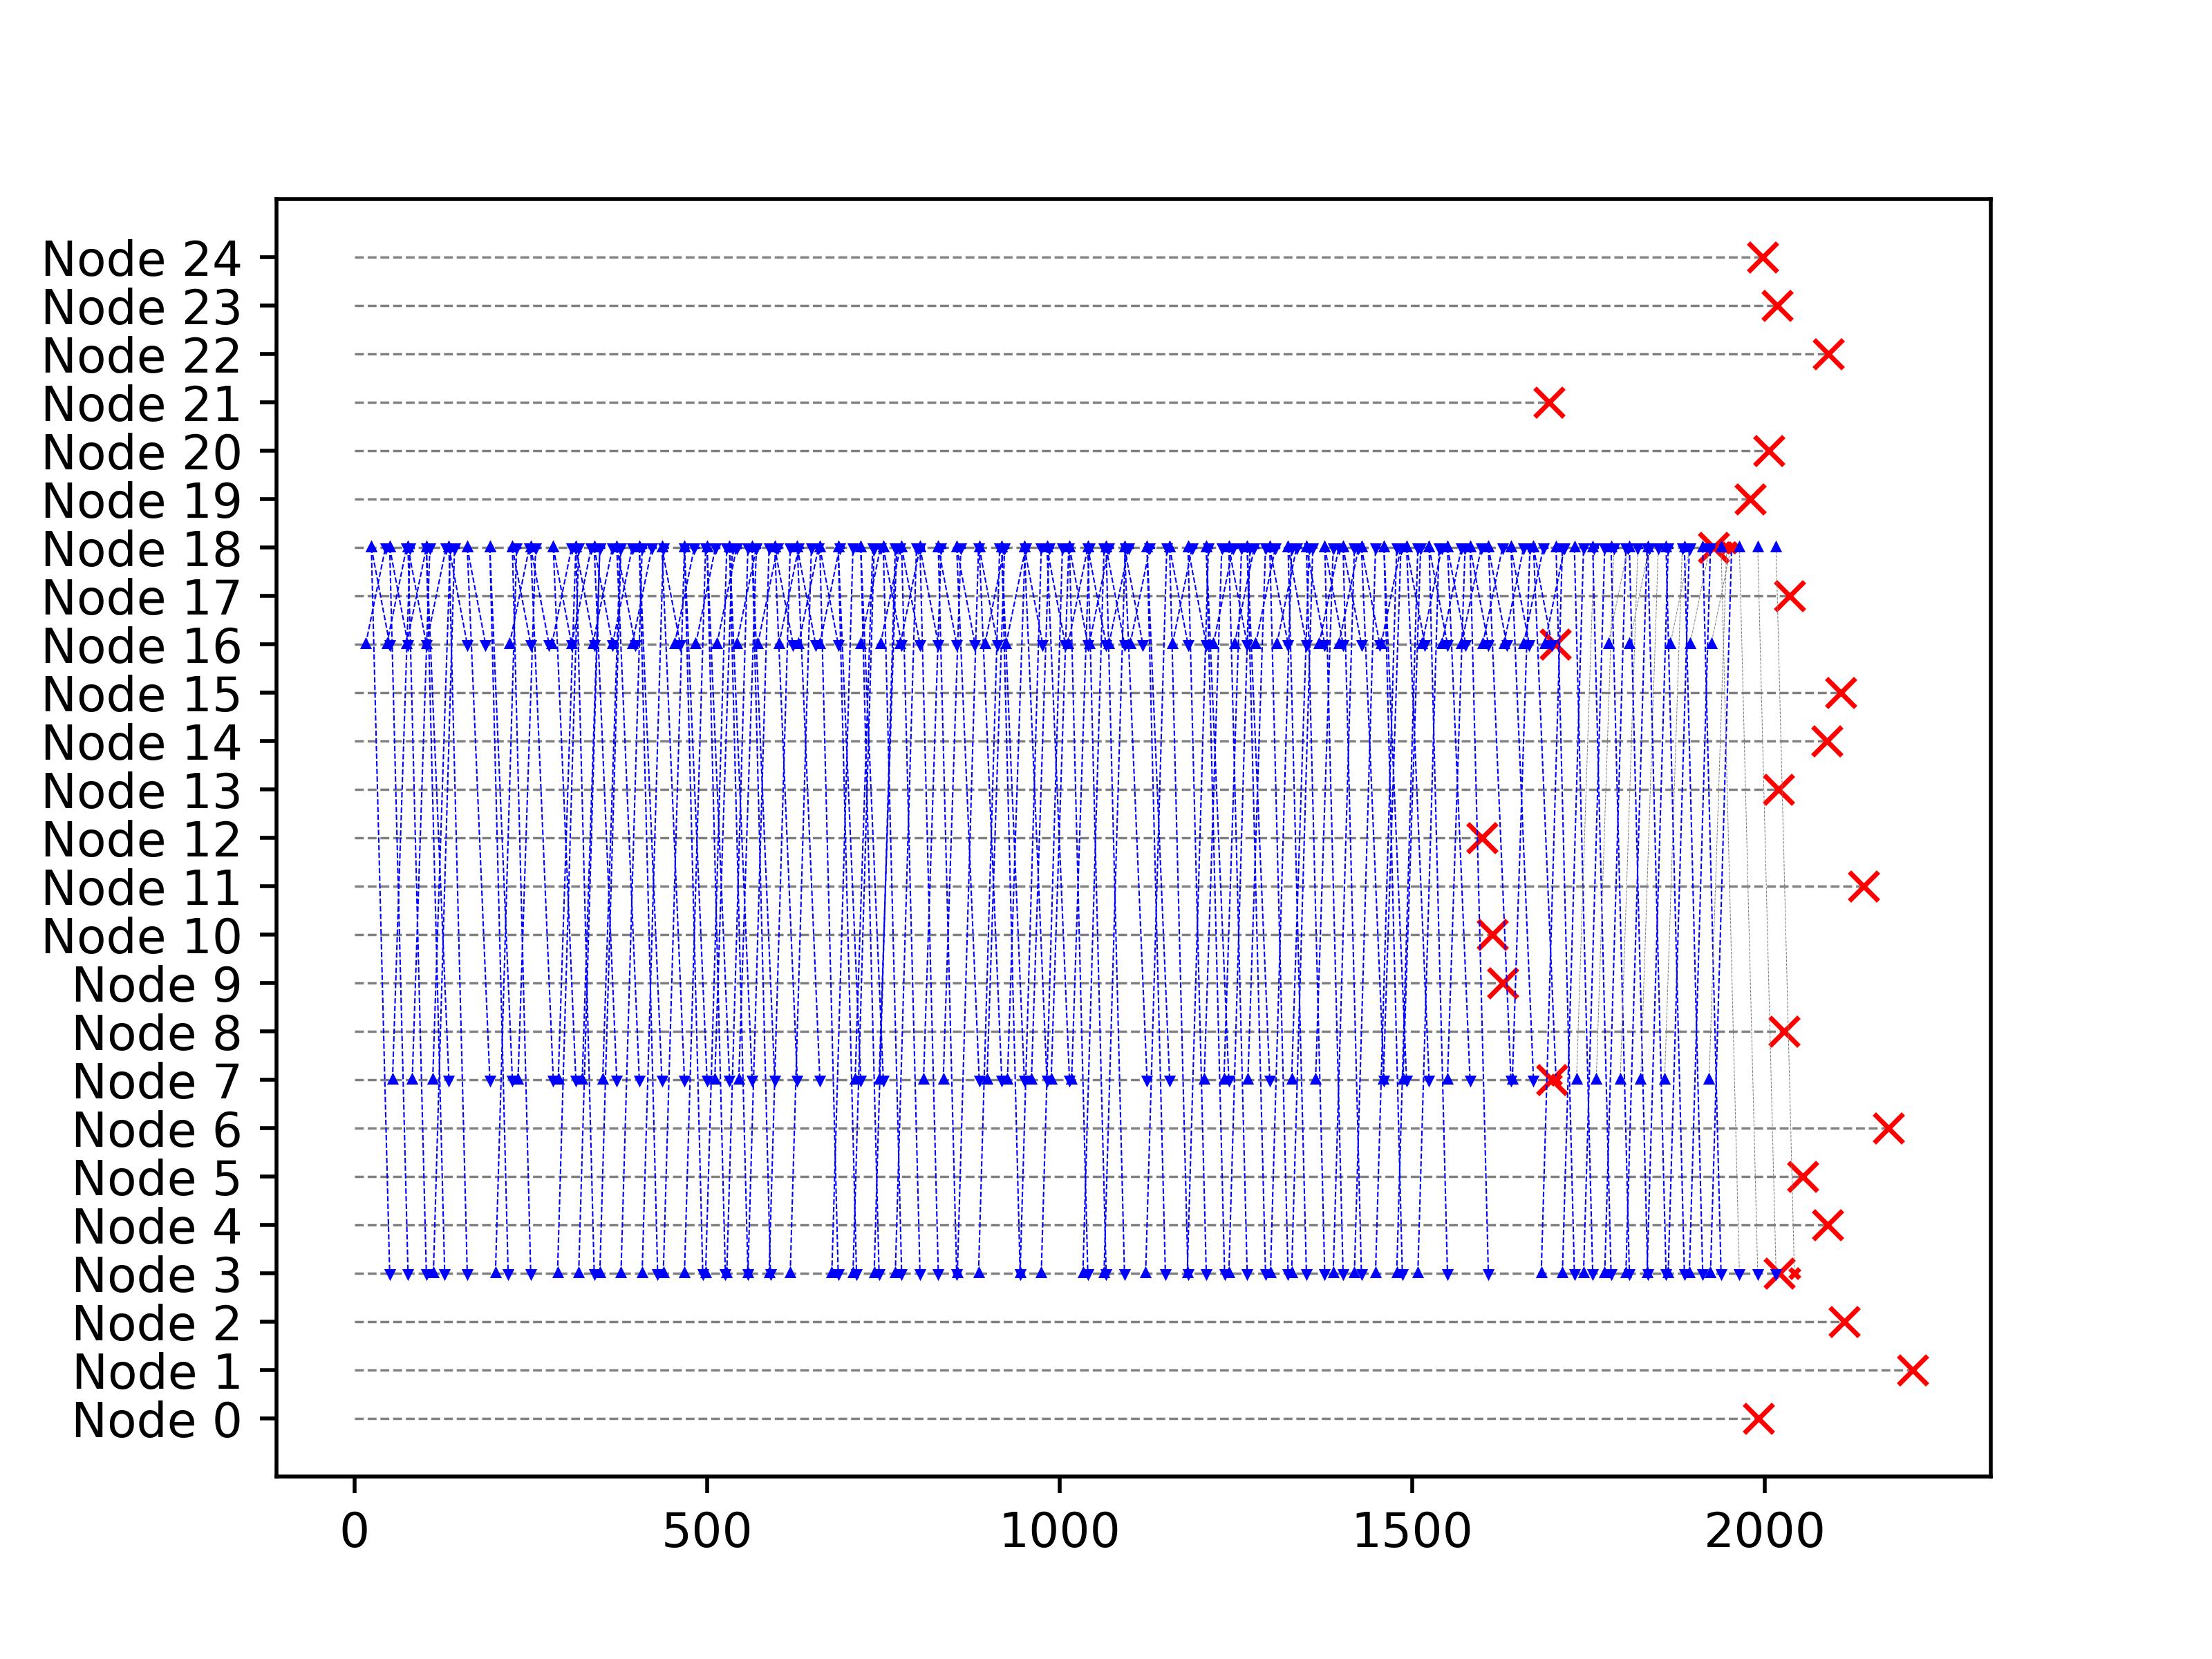 Node 24
Node 23
Node 22
Node 21
Node 20
Node 19
Node 18
Node 17
Node 16
Node 15
Node 14
Node 13
Node 12
Node 11
Node 10
Node 9
Node 8
Node 7
Node 6
Node 5
Node 4
Node 3
Node 2
Node 1
Node 0
0 500 1000 1500 2000